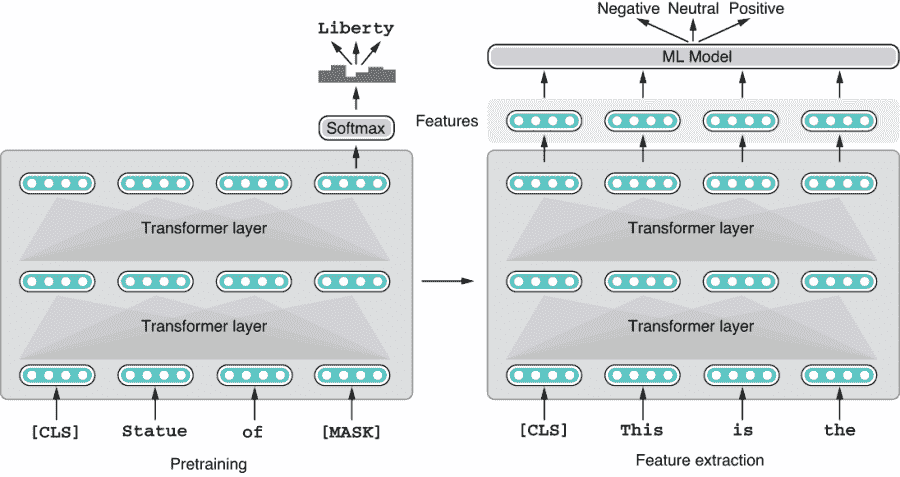 Liberty
Softmax
Transformer layer
Transformer layer
[CLS] Statue of [MASK]
Pretraining
Negative Neutral Positive
ML Model
Features
Transformer layer
Transformer layer
[CLS] This is the
Feature extraction